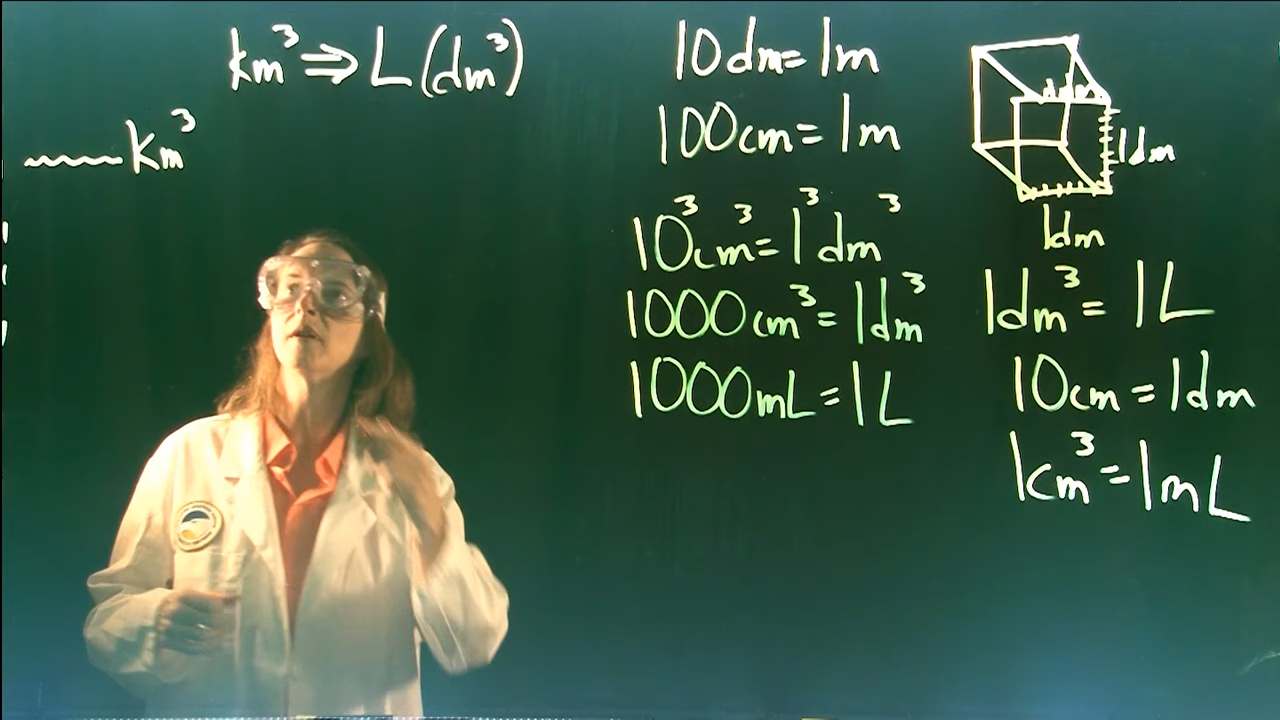 km³ ⇒ L (dm³)
km³
10dm = 1m
100cm = 1m
10³cm³ = 1³dm³
1000cm³ = 1dm³
1000mL = 1L
1dm
1dm
1dm
1dm³ = 1L
10cm = 1dm
1cm³ = 1mL